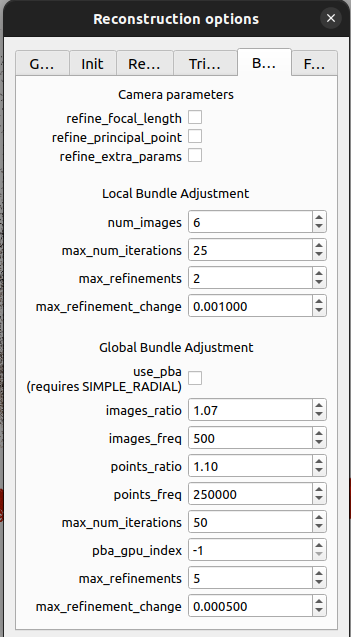 Reconstruction options
G... Init Re... Tri... B... F...
Camera parameters
refine_focal_length
refine_principal_point
refine_extra_params
Local Bundle Adjustment
num_images 6
max_num_iterations 25
max_refinements 2
max_refinement_change 0.001000
Global Bundle Adjustment
use_pba
(requires SIMPLE_RADIAL)
images_ratio 1.07
images_freq 500
points_ratio 1.10
points_freq 250000
max_num_iterations 50
pba_gpu_index -1
max_refinements 5
max_refinement_change 0.000500